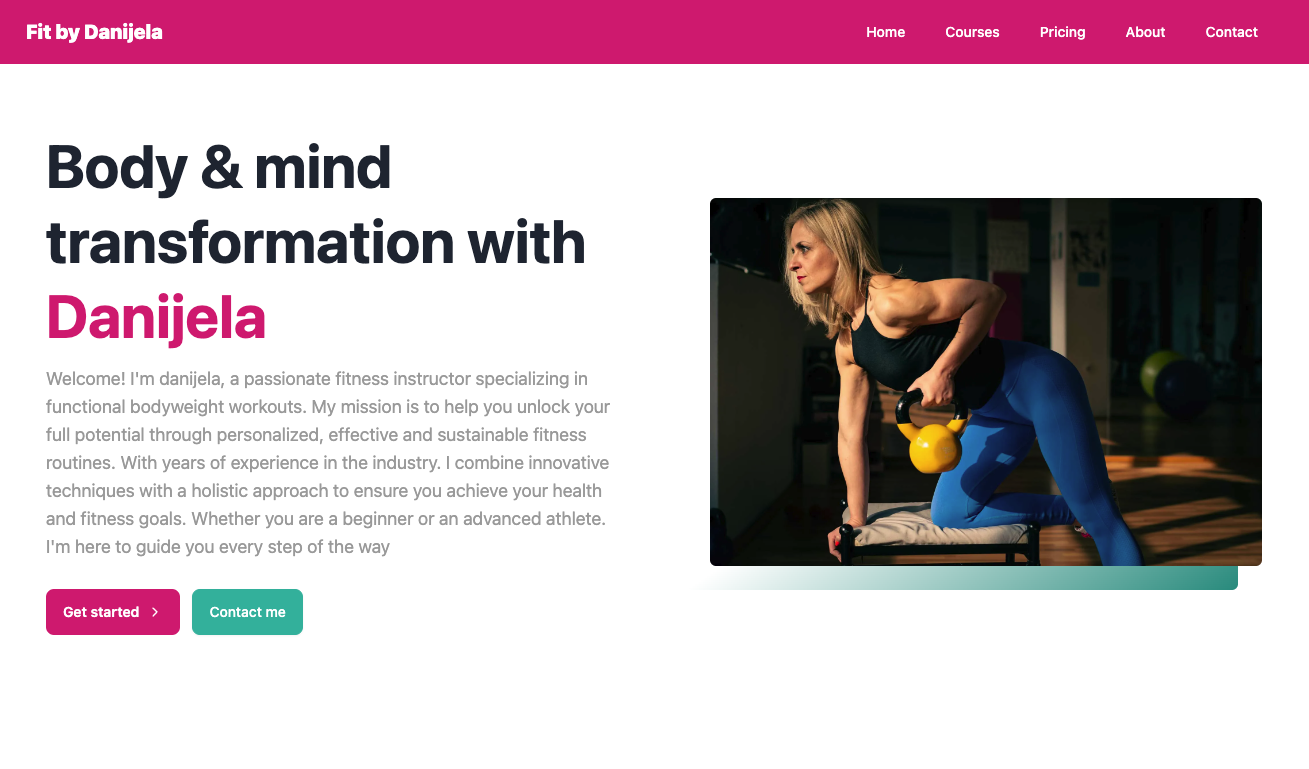 Fit by Danijela
Home Courses Pricing About Contact
Body & mind
transformation with
Danijela
Welcome! I'm danijela, a passionate fitness instructor specializing in
functional bodyweight workouts. My mission is to help you unlock your
full potential through personalized, effective and sustainable fitness
routines. With years of experience in the industry. I combine innovative
techniques with a holistic approach to ensure you achieve your health
and fitness goals. Whether you are a beginner or an advanced athlete.
I'm here to guide you every step of the way
Get started
Contact me